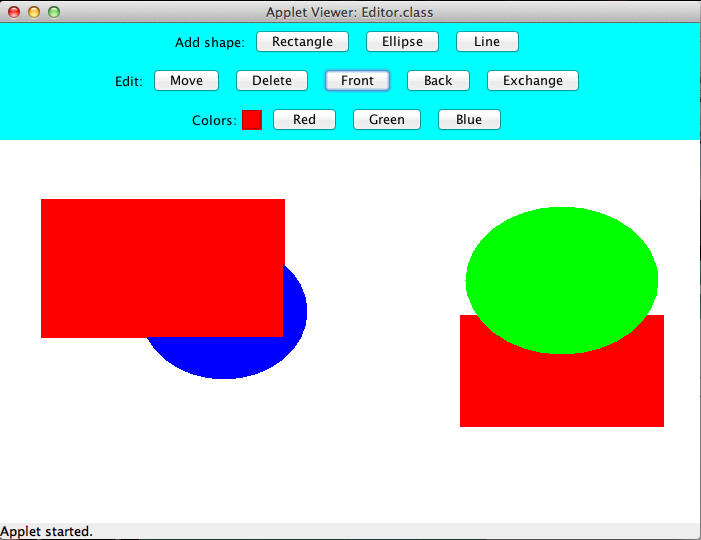 Applet Viewer: Editor.class
Add shape: Rectangle Ellipse Line
Edit: Move Delete Front Back Exchange
Colors: Red Green Blue
Applet started.